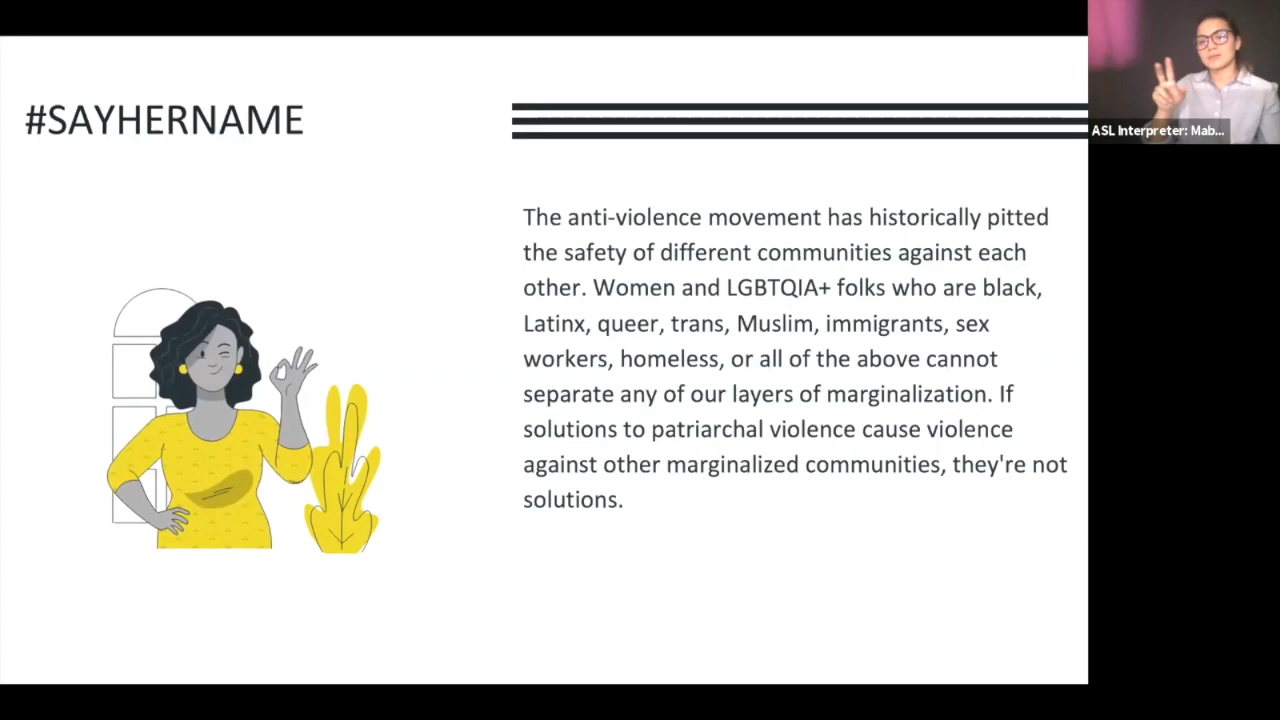 #SAYHERNAME
ASL Interpreter: Mab...
The anti-violence movement has historically pitted
the safety of different communities against each
other. Women and LGBTQIA+ folks who are black,
Latinx, queer, trans, Muslim, immigrants, sex
workers, homeless, or all of the above cannot
separate any of our layers of marginalization. If
solutions to patriarchal violence cause violence
against other marginalized communities, they're not
solutions.